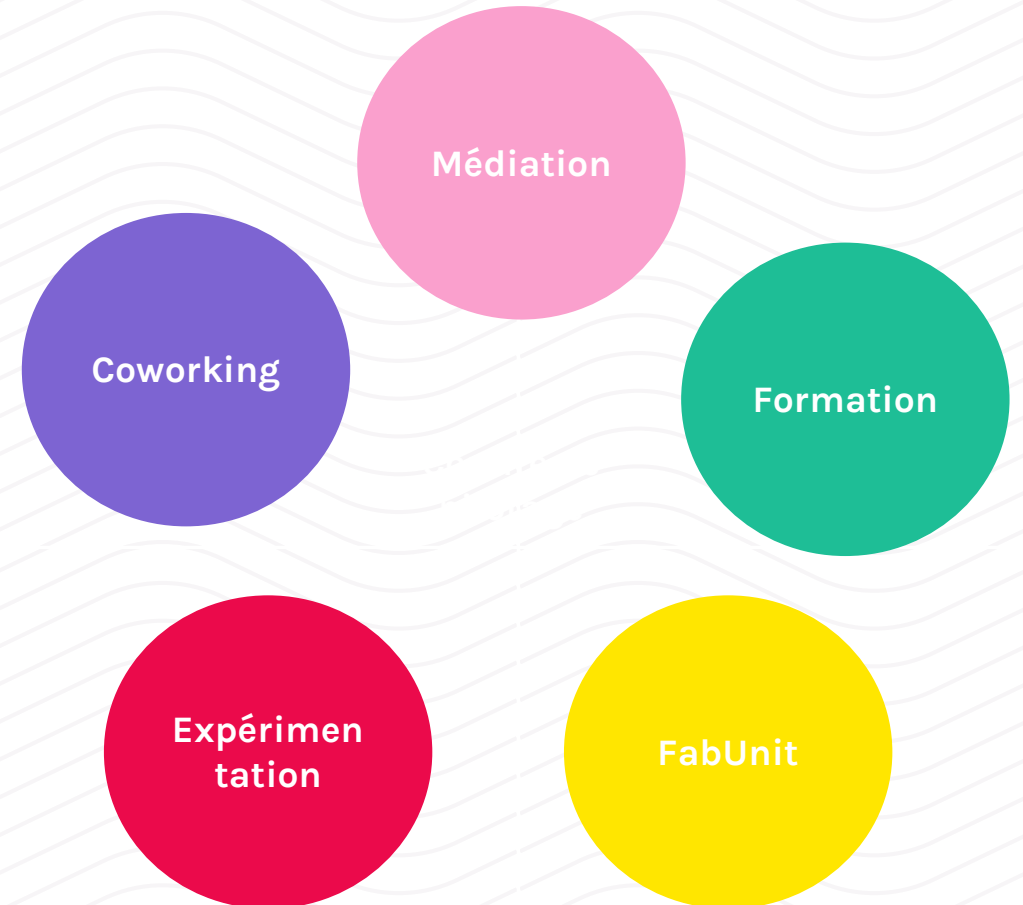 Médiation
Coworking
Formation
Expérimen
tation
FabUnit